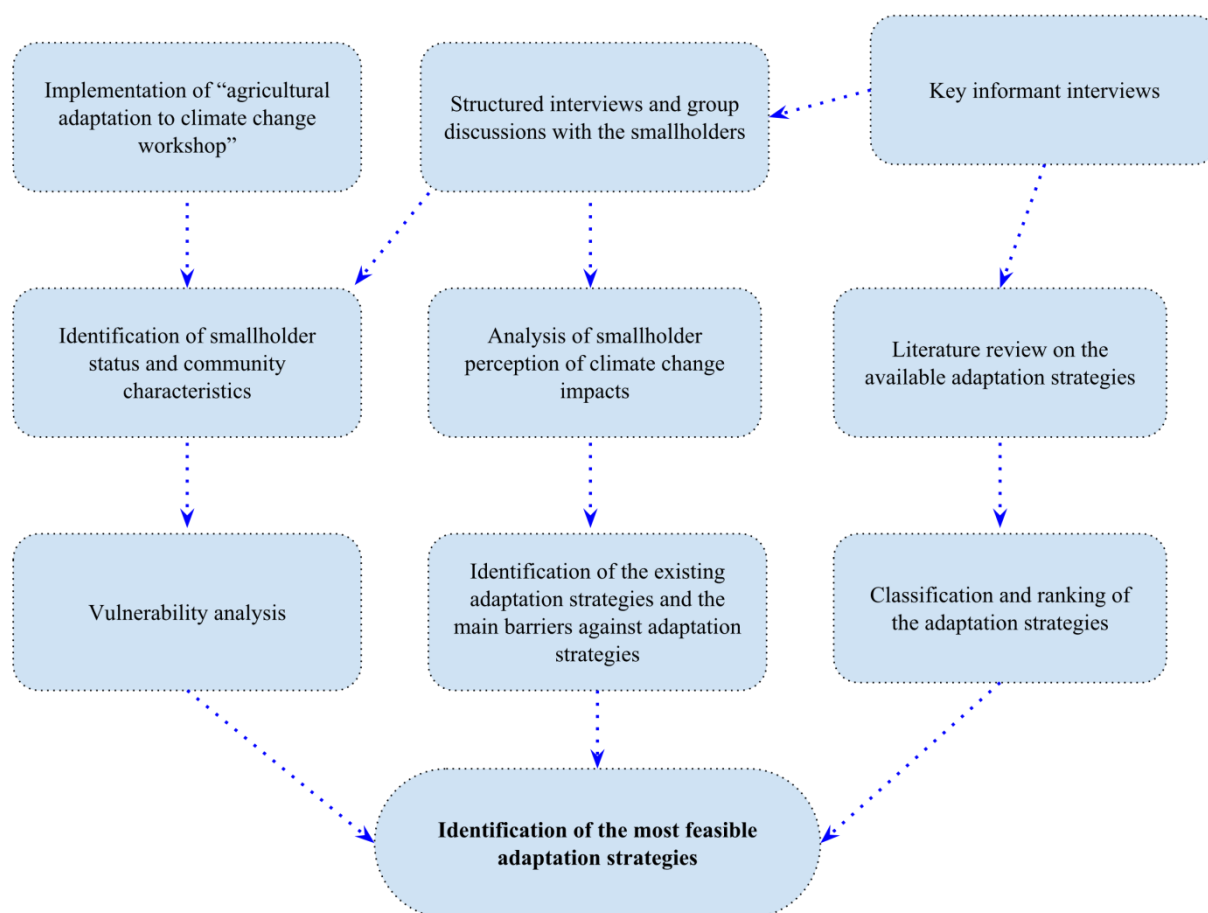 Implementation of “agricultural
adaptation to climate change
workshop”
Structured interviews and group
discussions with the smallholders
Key informant interviews
Identification of smallholder
status and community
characteristics
Analysis of smallholder
perception of climate change
impacts
Literature review on the
available adaptation strategies
Vulnerability analysis
Identification of the existing
adaptation strategies and the
main barriers against adaptation
strategies
Classification and ranking of
the adaptation strategies
Identification of the most feasible
adaptation strategies